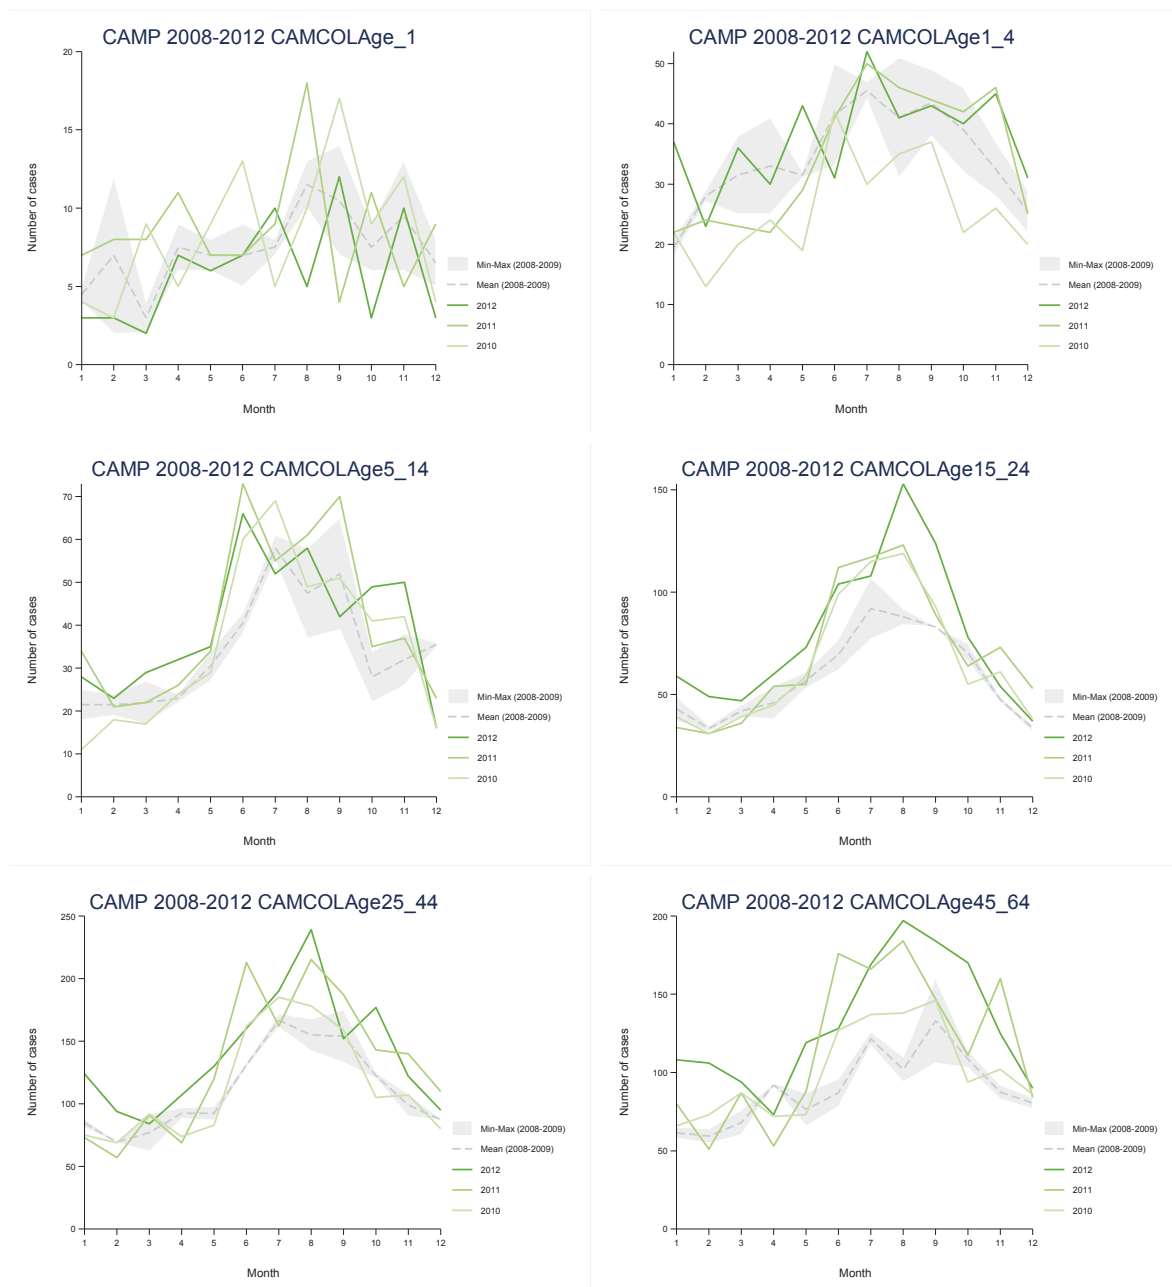 CAMP 2008-2012 CAMCOLAge_1
20
15
10
5
0
Number of cases
1 2 3 4 5 6 7 8 9 10 11 12
Month
Min-Max (2008-2009)
Mean (2008-2009)
2012
2011
2010
CAMP 2008-2012 CAMCOLAge1_4
50
40
30
20
10
0
Number of cases
1 2 3 4 5 6 7 8 9 10 11 12
Month
Min-Max (2008-2009)
Mean (2008-2009)
2012
2011
2010
CAMP 2008-2012 CAMCOLAge5_14
70
60
50
40
30
20
10
0
Number of cases
1 2 3 4 5 6 7 8 9 10 11 12
Month
Min-Max (2008-2009)
Mean (2008-2009)
2012
2011
2010
CAMP 2008-2012 CAMCOLAge15_24
150
100
50
0
Number of cases
1 2 3 4 5 6 7 8 9 10 11 12
Month
Min-Max (2008-2009)
Mean (2008-2009)
2012
2011
2010
CAMP 2008-2012 CAMCOLAge25_44
250
200
150
100
50
0
Number of cases
1 2 3 4 5 6 7 8 9 10 11 12
Month
Min-Max (2008-2009)
Mean (2008-2009)
2012
2011
2010
CAMP 2008-2012 CAMCOLAge45_64
200
150
100
50
0
Number of cases
1 2 3 4 5 6 7 8 9 10 11 12
Month
Min-Max (2008-2009)
Mean (2008-2009)
2012
2011
2010